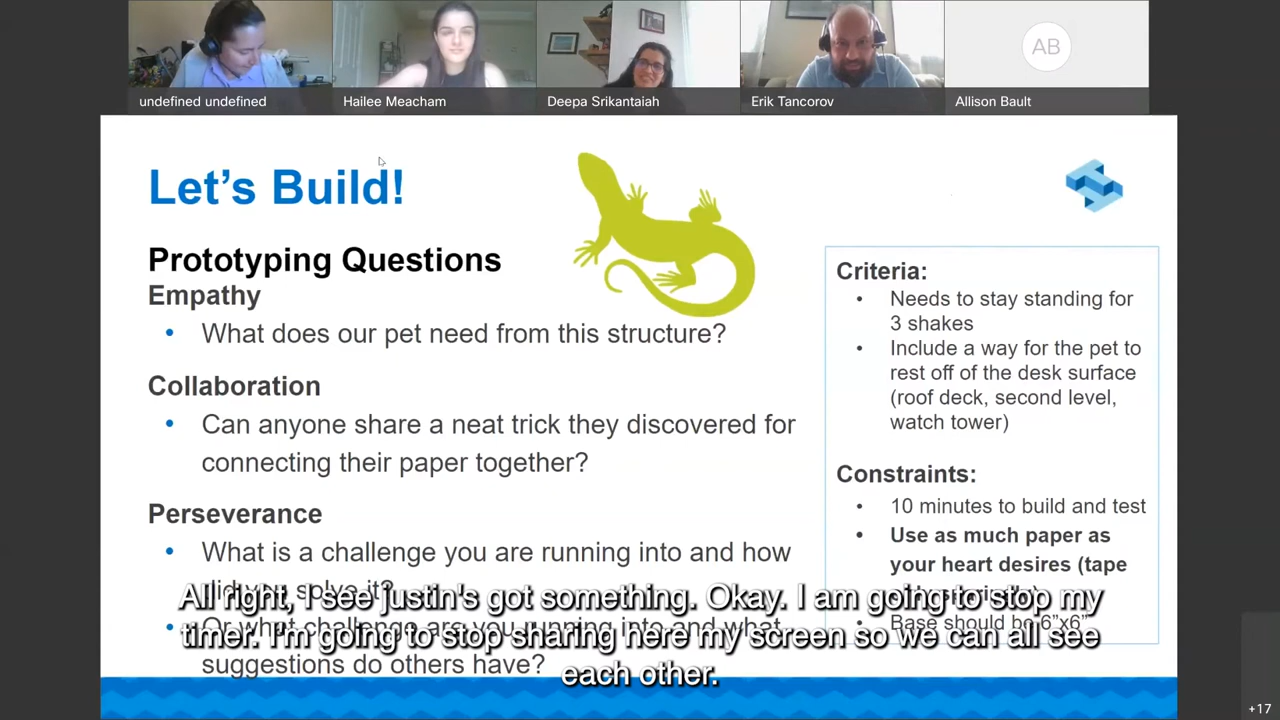 AB
undefined undefined
Hailee Meacham
Deepa Srikantaiah
Erik Tancorov
Allison Bault
Let's Build!
Prototyping Questions
Empathy
• What does our pet need from this structure?
Collaboration
• Can anyone share a neat trick they discovered for
connecting their paper together?
Perseverance
• What is a challenge you are running into and how
did you solve it?
• Or what challenge are you running into and what
suggestions do others have?
Criteria:
• Needs to stay standing for
3 shakes
• Include a way for the pet to
rest off of the desk surface
(roof deck, second level,
watch tower)
Constraints:
• 10 minutes to build and test
• Use as much paper as
your heart desires (tape
• Base should be 6"x6"
All right, I see justin's got something. Okay. I am going to stop my
timer. I'm going to stop sharing here my screen so we can all see
each other.
+17